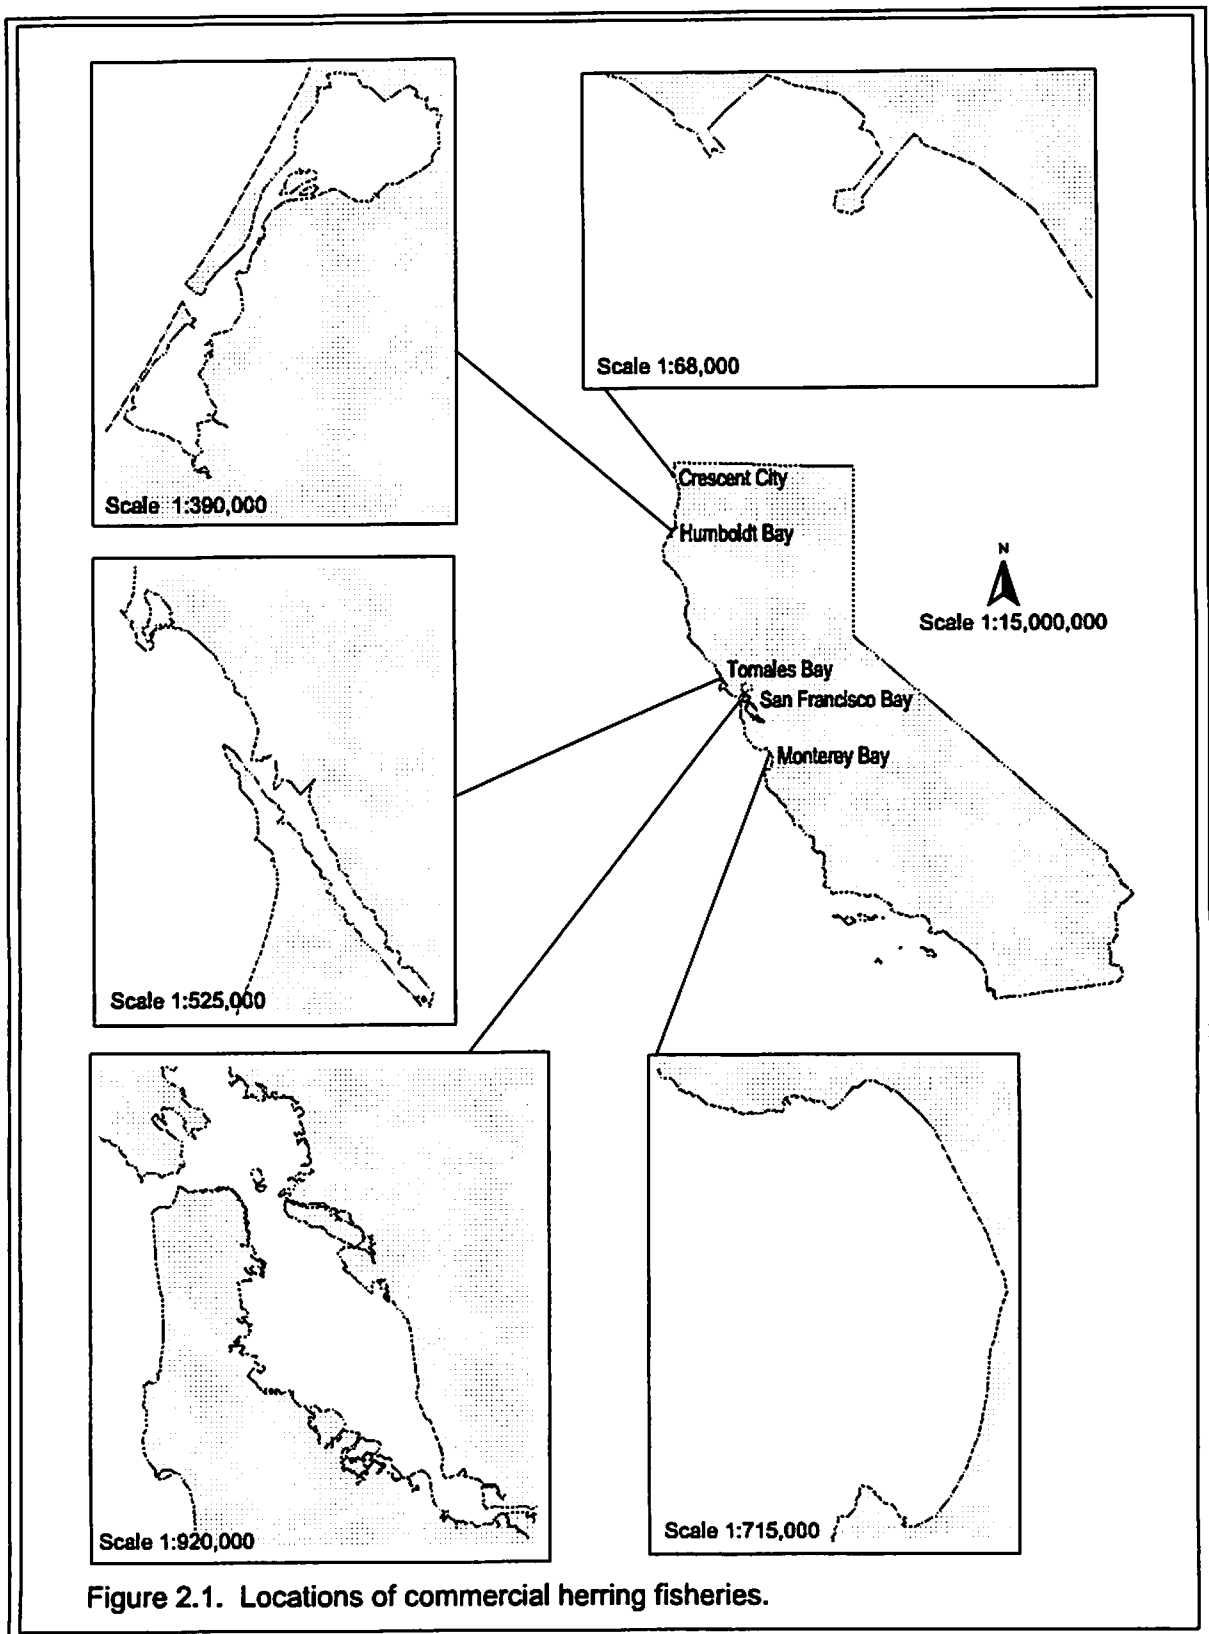 Scale 1:390,000
Scale 1:68,000
Crescent City
Humboldt Bay
N
Scale 1:15,000,000
Tomales Bay
San Francisco Bay
Monterey Bay
Scale 1:525,000
Scale 1:920,000
Scale 1:715,000
Figure 2.1. Locations of commercial herring fisheries.